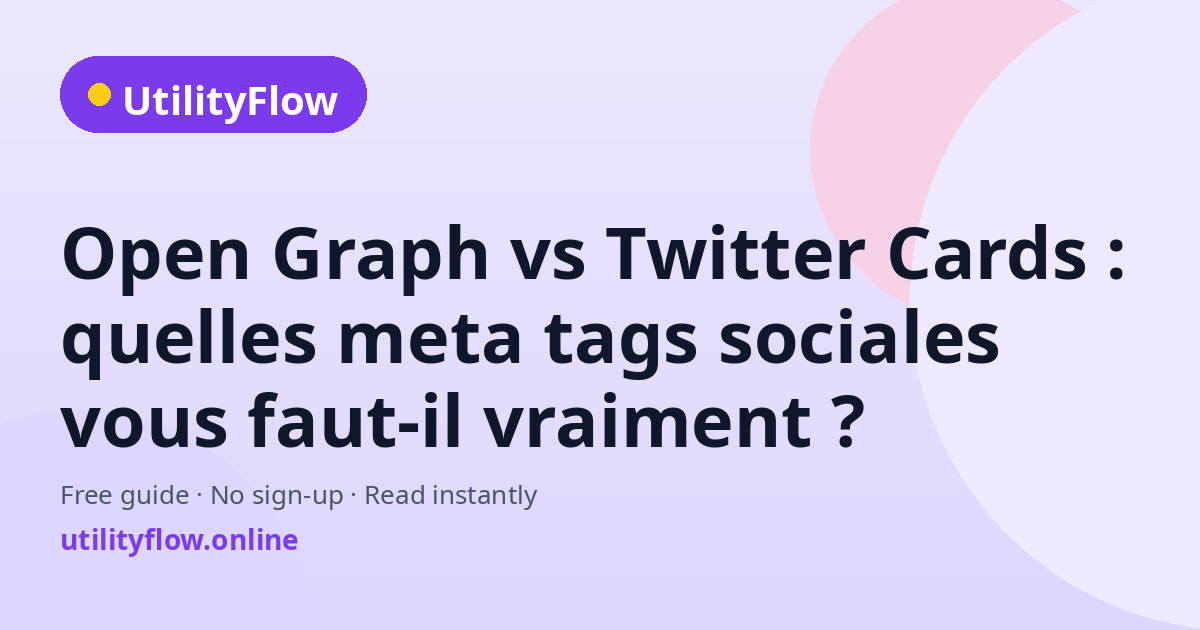 UtilityFlow
Open Graph vs Twitter Cards :
quelles meta tags sociales
vous faut-il vraiment ?
Free guide · No sign-up · Read instantly
utilityflow.online